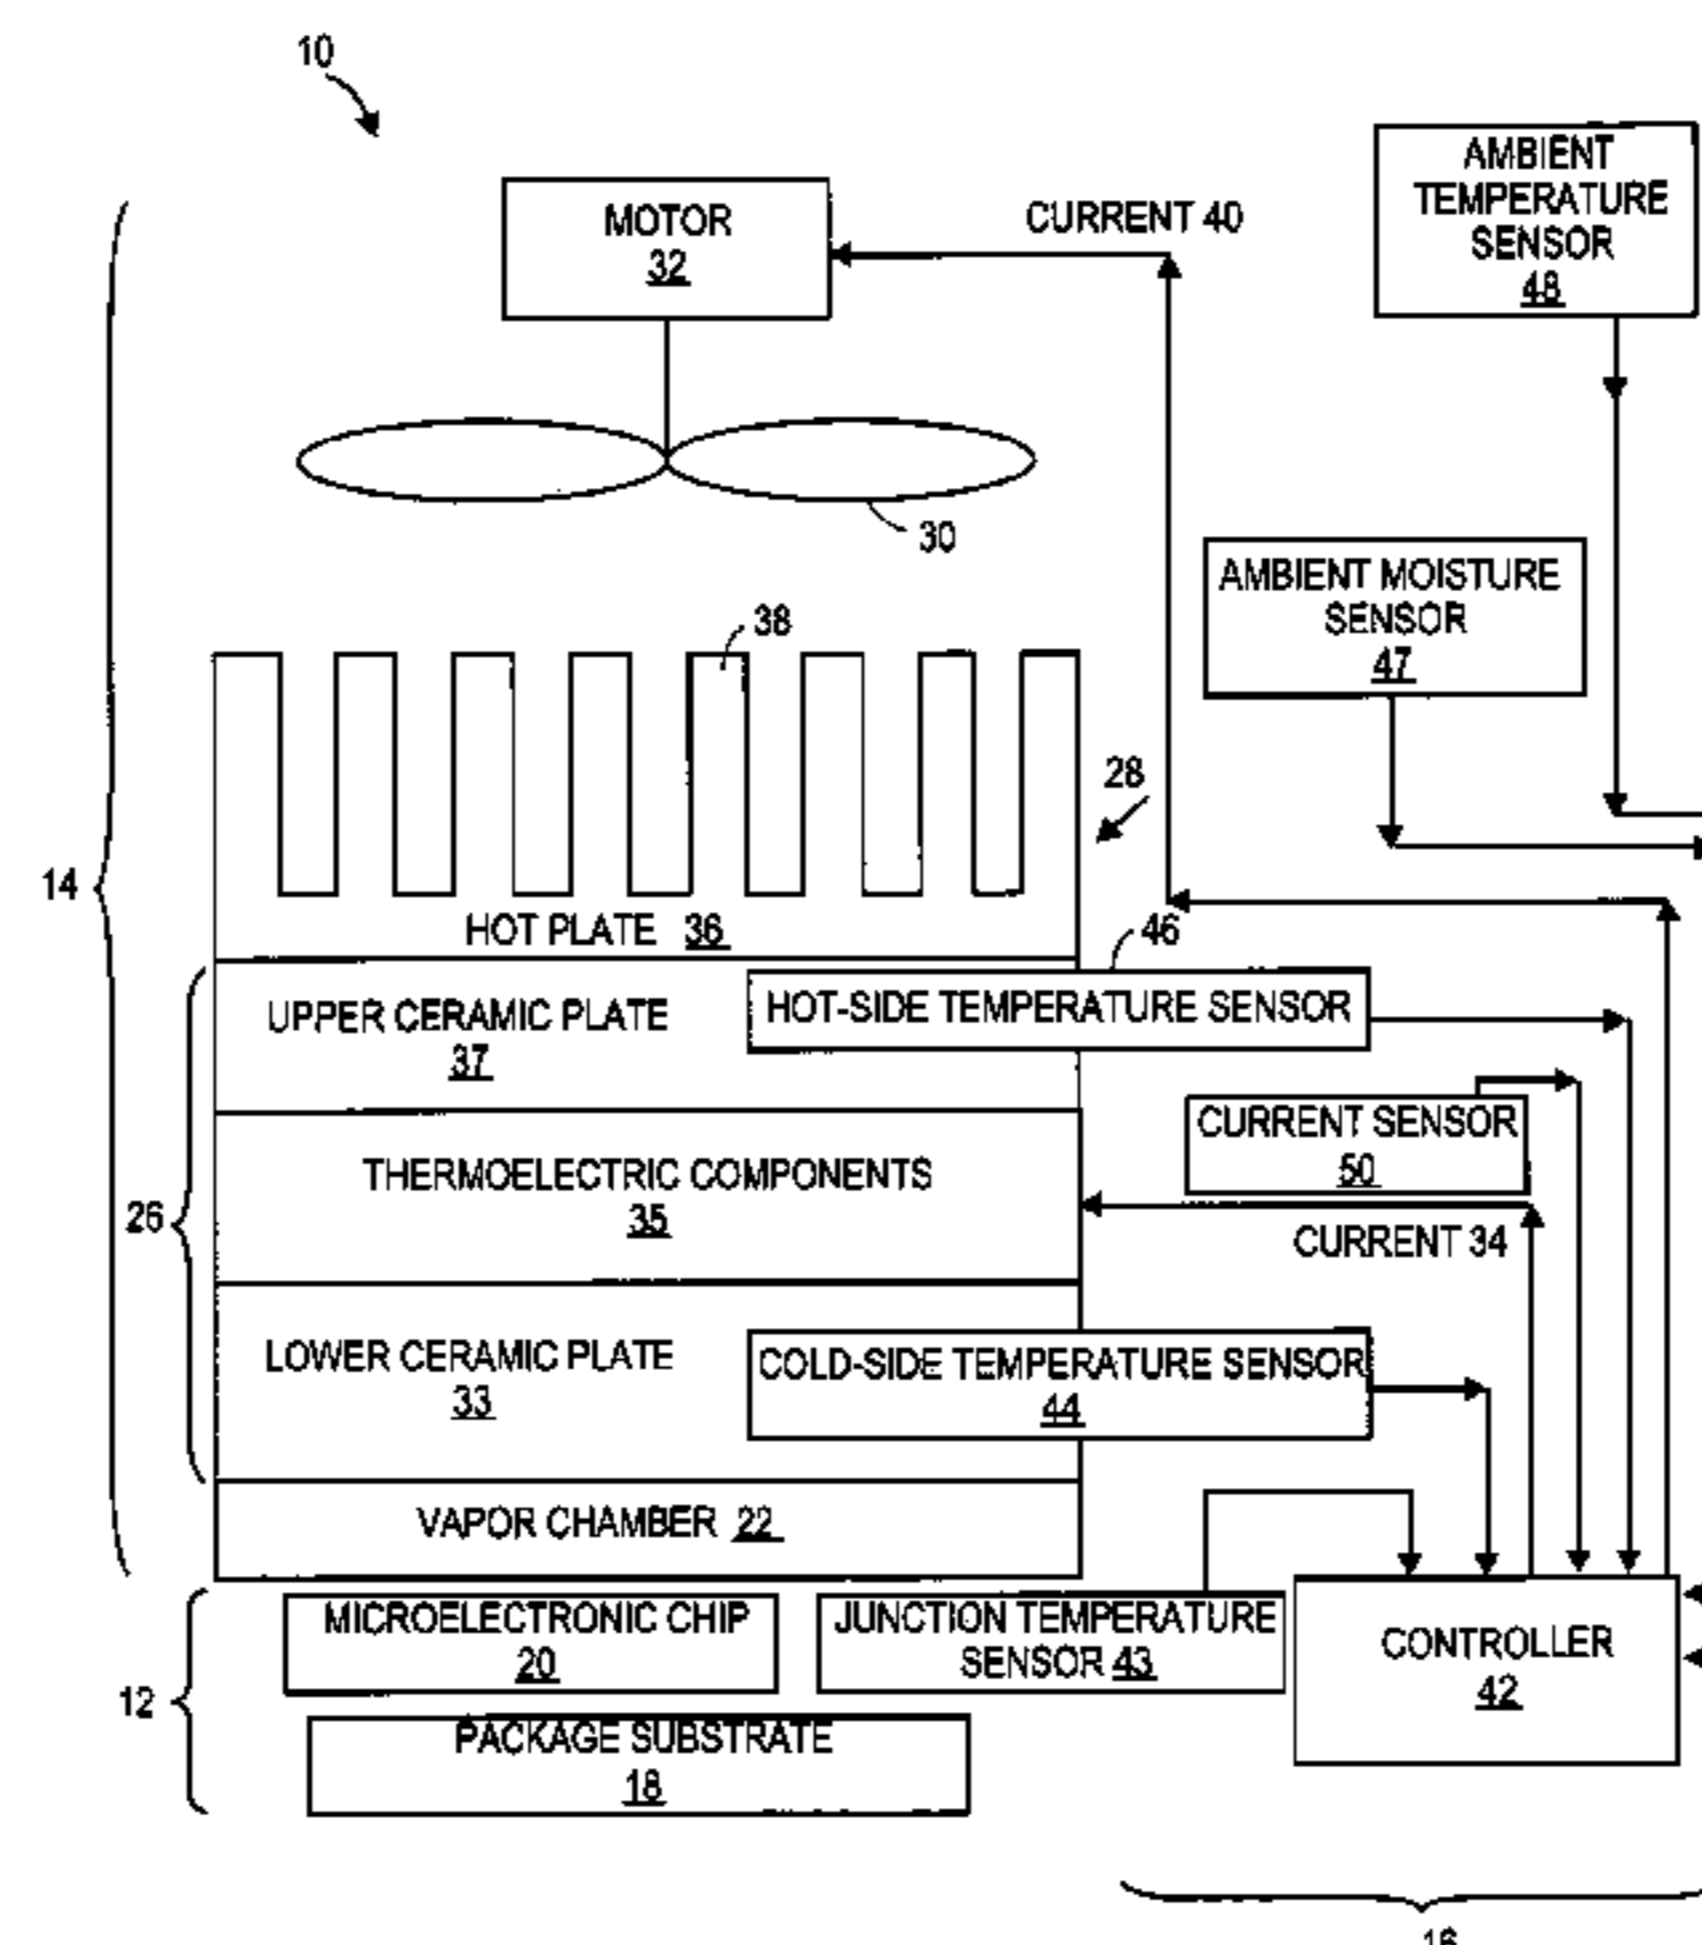 10
MOTOR
32
CURRENT 40
AMBIENT
TEMPERATURE
SENSOR
48
30
AMBIENT MOISTURE
SENSOR
47
38
28
14
HOT PLATE 36
46
UPPER CERAMIC PLATE
37
HOT-SIDE TEMPERATURE SENSOR
CURRENT SENSOR
50
THERMOELECTRIC COMPONENTS
35
26
CURRENT 34
LOWER CERAMIC PLATE
33
COLD-SIDE TEMPERATURE SENSOR
44
VAPOR CHAMBER 22
MICROELECTRONIC CHIP
20
JUNCTION TEMPERATURE
SENSOR 43
CONTROLLER
42
12
PACKAGE SUBSTRATE
18
16